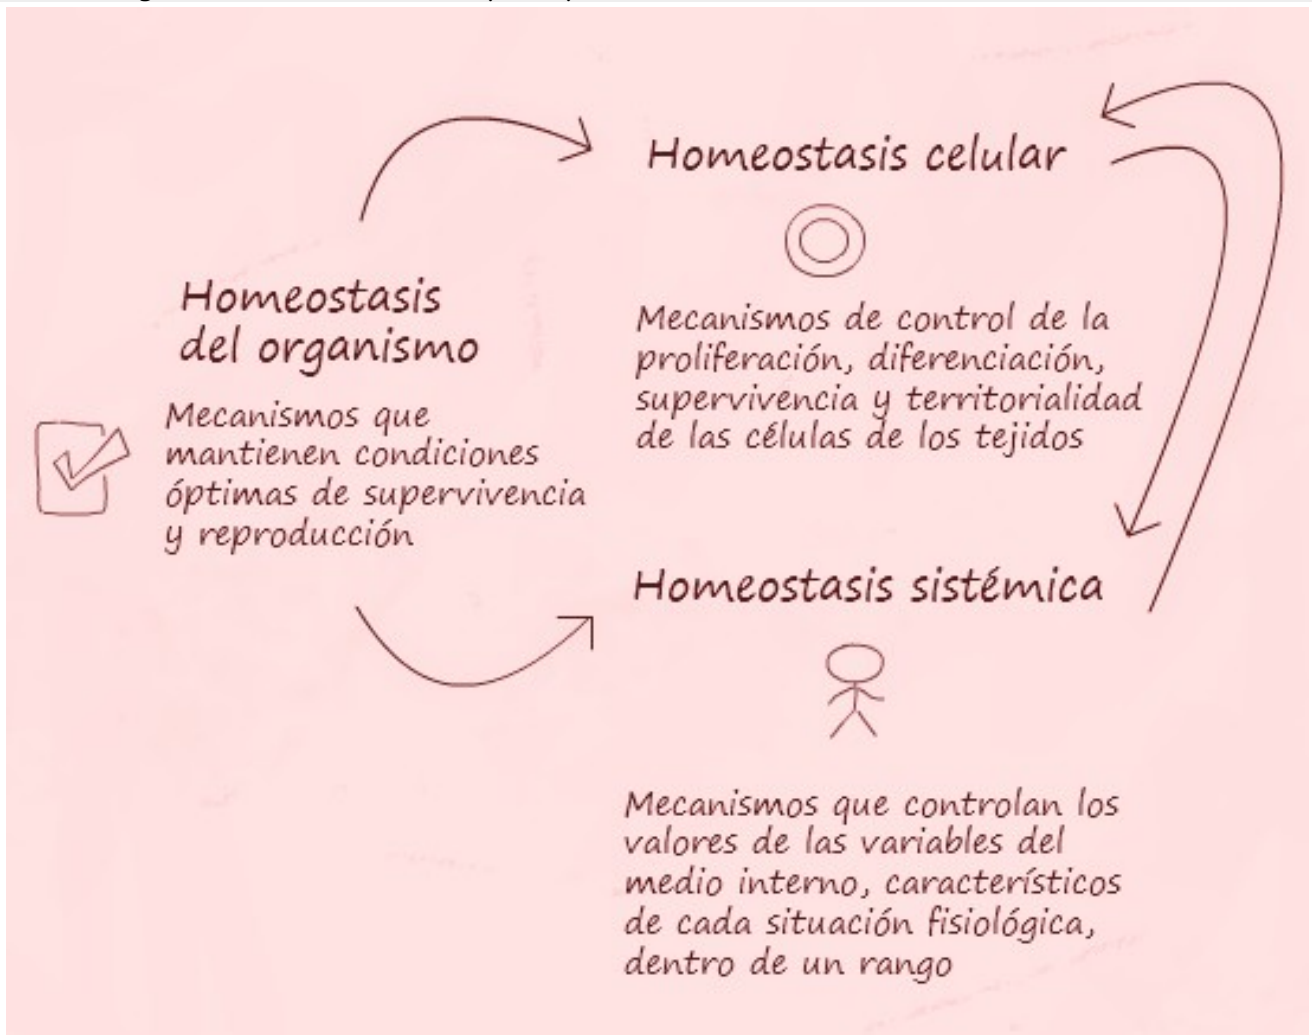 Homeostasis
del organismo
Mecanismos que
mantienen condiciones
óptimas de supervivencia
y reproducción
Homeostasis celular
Mecanismos de control de la
proliferación, diferenciación,
supervivencia y territorialidad
de las células de los tejidos
Homeostasis sistémica
Mecanismos que controlan los
valores de las variables del
medio interno, característicos
de cada situación fisiológica,
dentro de un rango